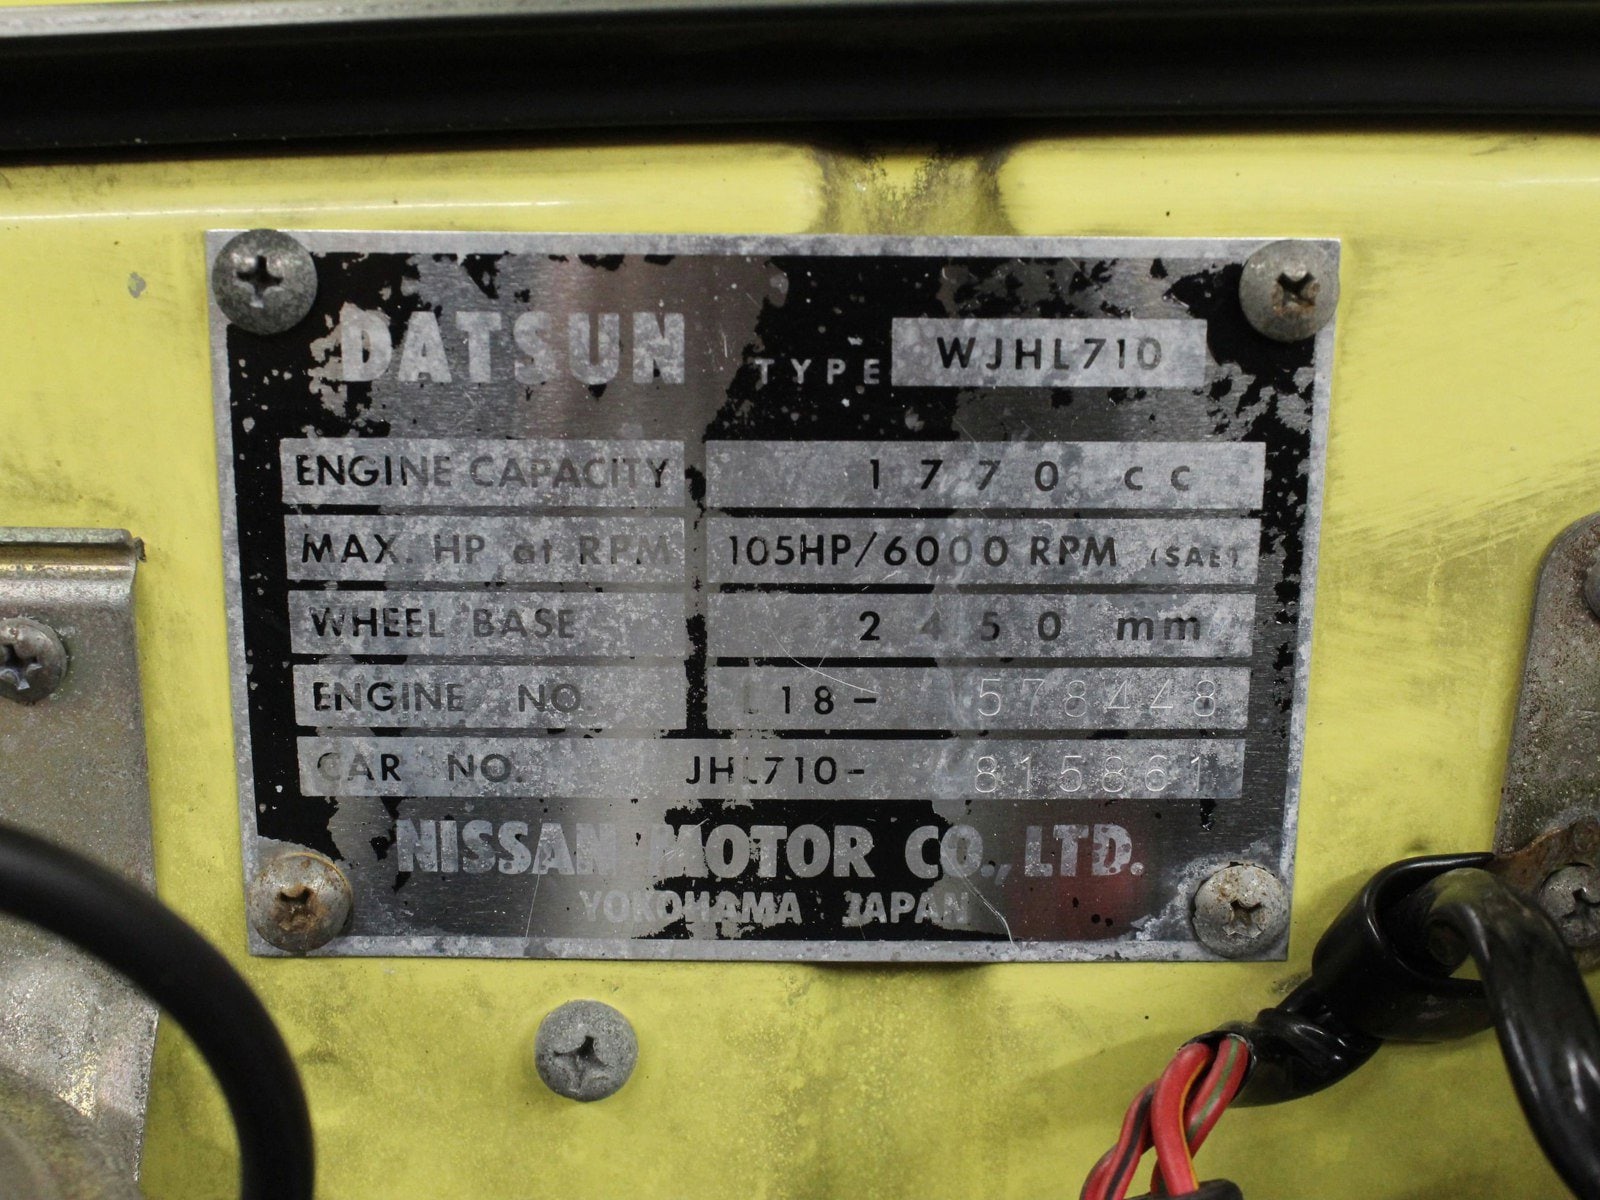 DATSUN TYPE WJHL710
ENGINE CAPACITY 1770 cc
MAX. HP at RPM 105HP/6000 RPM (SAE)
WHEEL BASE 2450 mm
ENGINE NO. L18- 578448
CAR NO. JHL710- 815861
NISSAN MOTOR CO., LTD.
YOKOHAMA JAPAN